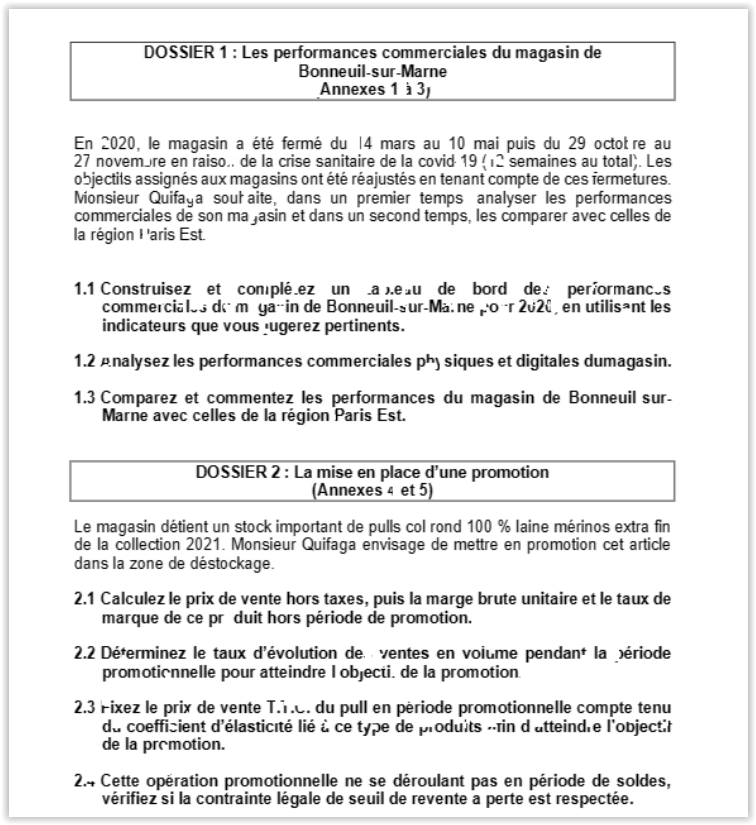 DOSSIER 1 : Les performances commerciales du magasin de
Bonneuil-sur-Marne
Annexes 1 à 3
En 2020, le magasin a été fermé du 14 mars au 10 mai puis du 29 octobre au
27 novembre en raison de la crise sanitaire de la covid-19 (12 semaines au total). Les
objectifs assignés aux magasins ont été réajustés en tenant compte de ces fermetures.
Monsieur Quifaga souhaite, dans un premier temps analyser les performances
commerciales de son magasin et dans un second temps, les comparer avec celles de
la région Paris Est.
1.1 Construisez et complétez un tableau de bord des performances
commerciales du magasin de Bonneuil-sur-Marne pour 2020, en utilisant les
indicateurs que vous jugerez pertinents.
1.2 Analysez les performances commerciales physiques et digitales dumagasin.
1.3 Comparez et commentez les performances du magasin de Bonneuil sur-
Marne avec celles de la région Paris Est.
DOSSIER 2 : La mise en place d'une promotion
(Annexes 4 et 5)
Le magasin détient un stock important de pulls col rond 100 % laine mérinos extra fin
de la collection 2021. Monsieur Quifaga envisage de mettre en promotion cet article
dans la zone de déstockage.
2.1 Calculez le prix de vente hors taxes, puis la marge brute unitaire et le taux de
marque de ce produit hors période de promotion.
2.2 Déterminez le taux d'évolution des ventes en volume pendant la période
promotionnelle pour atteindre l'objectif de la promotion
2.3 Fixez le prix de vente T.T.C. du pull en période promotionnelle compte tenu
du coefficient d'élasticité lié à ce type de produits afin d'atteindre l'objectif
de la promotion.
2.4 Cette opération promotionnelle ne se déroulant pas en période de soldes,
vérifiez si la contrainte légale de seuil de revente a perte est respectée.